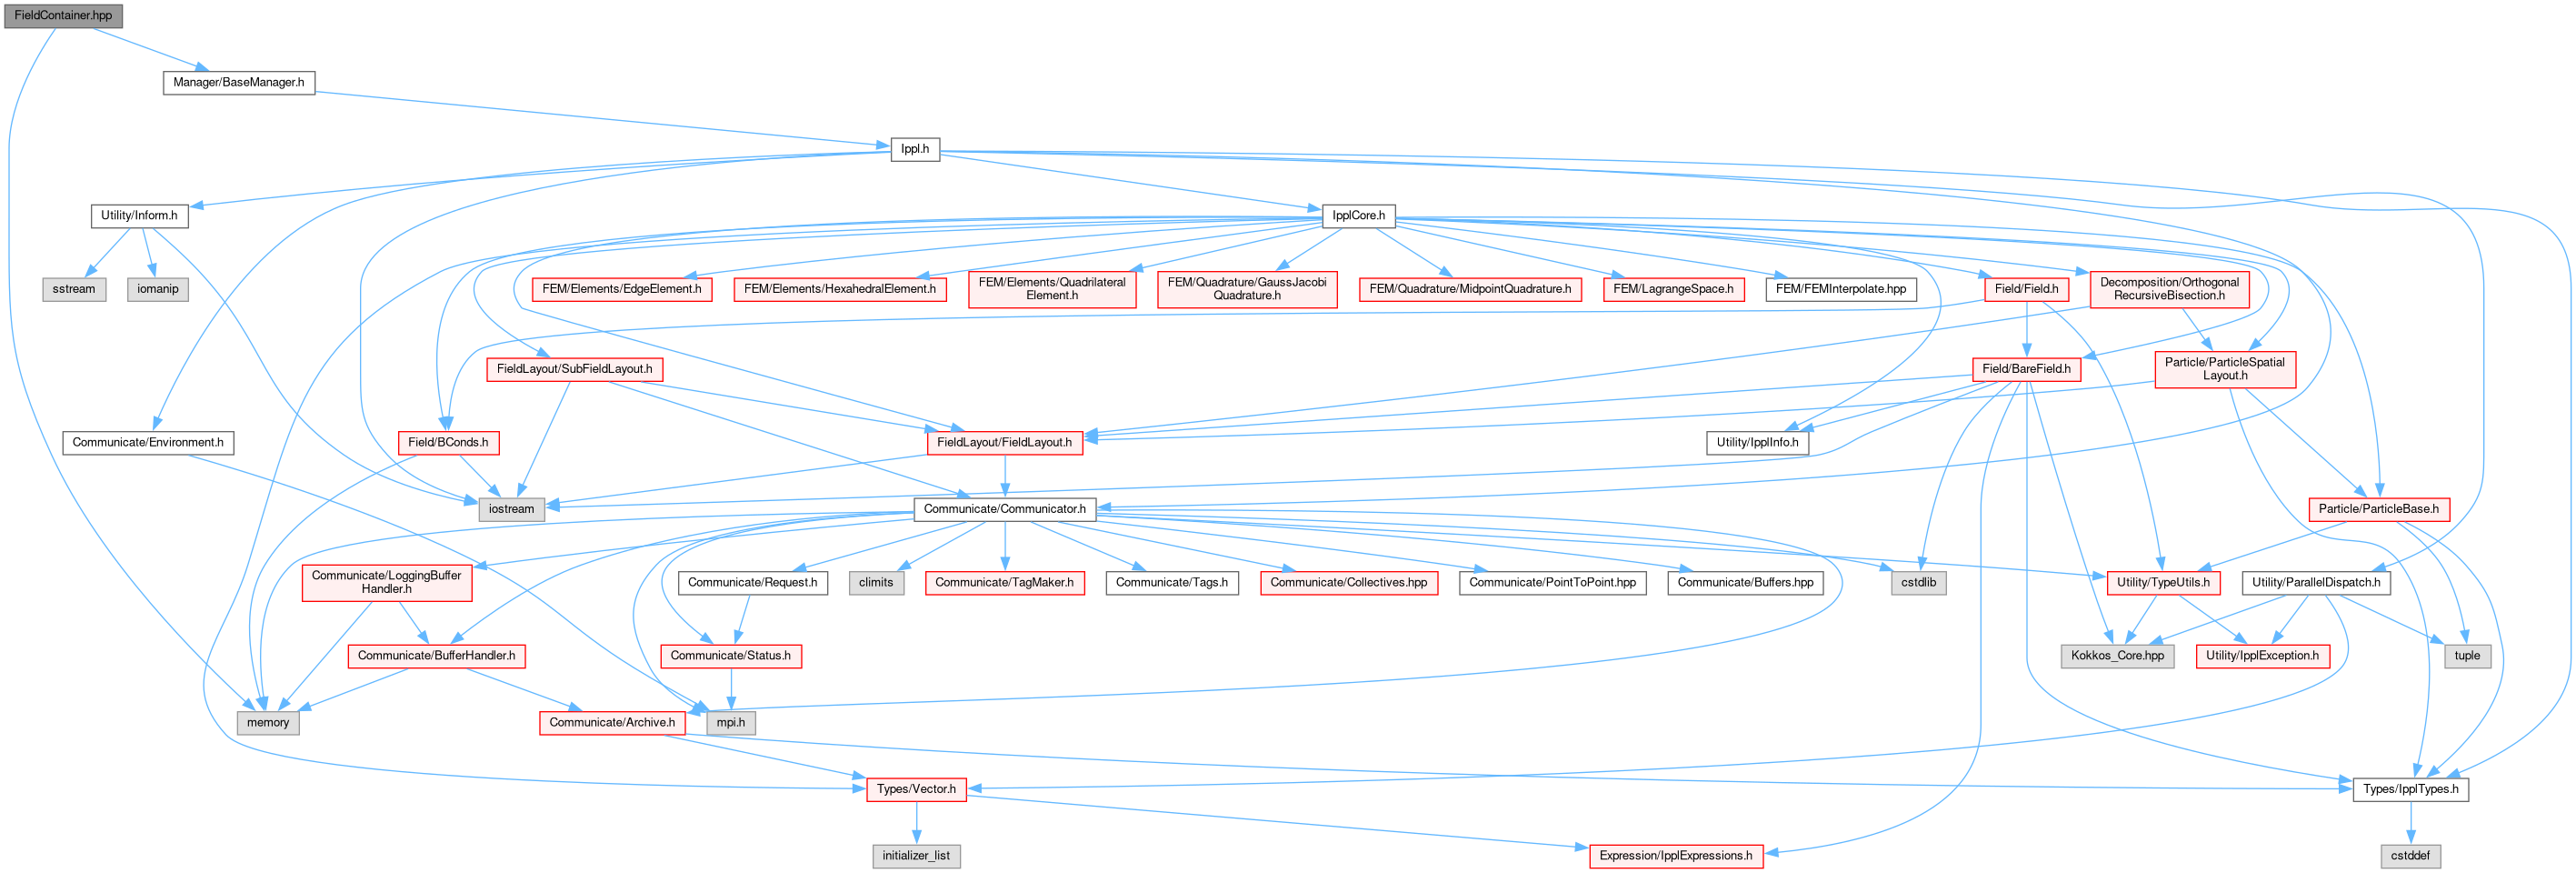 FieldContainer.hpp
Manager/BaseManager.h
Ippl.h
Utility/Inform.h
IpplCore.h
sstream
iomanip
FEM/Elements/EdgeElement.h
FEM/Elements/HexahedralElement.h
FEM/Elements/Quadrilateral
Element.h
FEM/Quadrature/GaussJacobi
Quadrature.h
FEM/Quadrature/MidpointQuadrature.h
FEM/LagrangeSpace.h
FEM/FEMInterpolate.hpp
Field/Field.h
Decomposition/Orthogonal
RecursiveBisection.h
FieldLayout/SubFieldLayout.h
Field/BareField.h
Particle/ParticleSpatial
Layout.h
Communicate/Environment.h
Field/BConds.h
FieldLayout/FieldLayout.h
Utility/IpplInfo.h
iostream
Communicate/Communicator.h
Particle/ParticleBase.h
Communicate/LoggingBuffer
Handler.h
Communicate/Request.h
climits
Communicate/TagMaker.h
Communicate/Tags.h
Communicate/Collectives.hpp
Communicate/PointToPoint.hpp
Communicate/Buffers.hpp
cstdlib
Utility/TypeUtils.h
Utility/ParallelDispatch.h
Communicate/BufferHandler.h
Communicate/Status.h
Kokkos_Core.hpp
Utility/IpplException.h
tuple
memory
Communicate/Archive.h
mpi.h
Types/Vector.h
Types/IpplTypes.h
initializer_list
Expression/IpplExpressions.h
cstddef